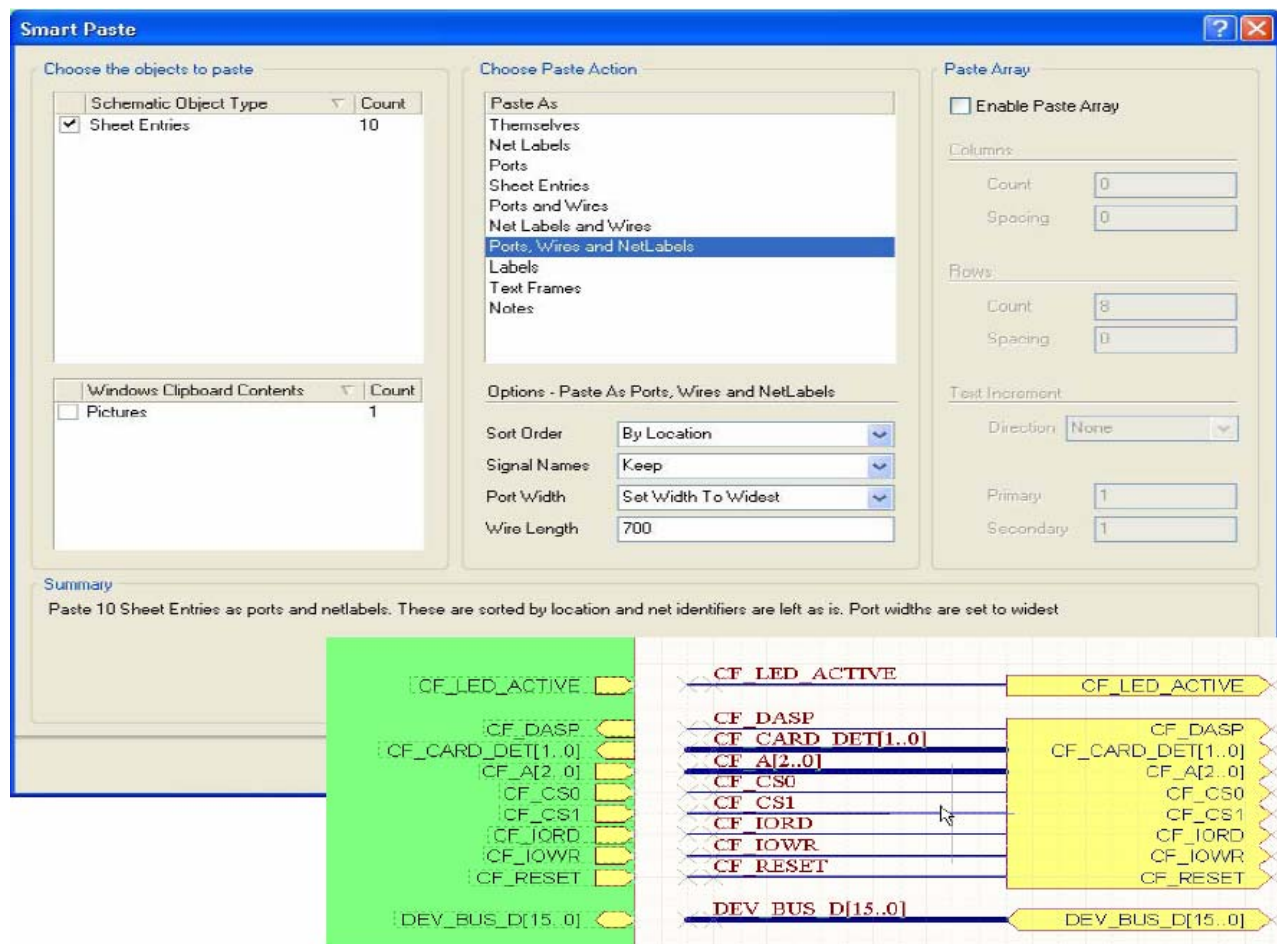 Smart Paste
Choose the objects to paste
Schematic Object Type Count
Sheet Entries 10
Windows Clipboard Contents Count
Pictures 1
Choose Paste Action
Paste As
Themselves
Net Labels
Ports
Sheet Entries
Ports and Wires
Net Labels and Wires
Ports, Wires and NetLabels
Labels
Text Frames
Notes
Options - Paste As Ports, Wires and NetLabels
Sort Order By Location
Signal Names Keep
Port Width Set Width To Widest
Wire Length 700
Paste Array
Enable Paste Array
Columns
Count 0
Spacing 0
Rows
Count 8
Spacing 0
Text Increment
Direction None
Primary 1
Secondary 1
Summary
Paste 10 Sheet Entries as ports and netlabels. These are sorted by location and net identifiers are left as is. Port widths are set to widest
CF_LED_ACTIVE CF_LED_ACTIVE CF_LED_ACTIVE
CF_DASP CF_DASP CF_DASP
CF_CARD_DET[1..0] CF_CARD_DET[1..0] CF_CARD_DET[1..0]
CF_A[2..0] CF_A[2..0] CF_A[2..0]
CF_CS0 CF_CS0 CF_CS0
CF_CS1 CF_CS1 CF_CS1
CF_IORD CF_IORD CF_IORD
CF_IOWR CF_IOWR CF_IOWR
CF_RESET CF_RESET CF_RESET
DEV_BUS_D[15..0] DEV_BUS_D[15..0] DEV_BUS_D[15..0]